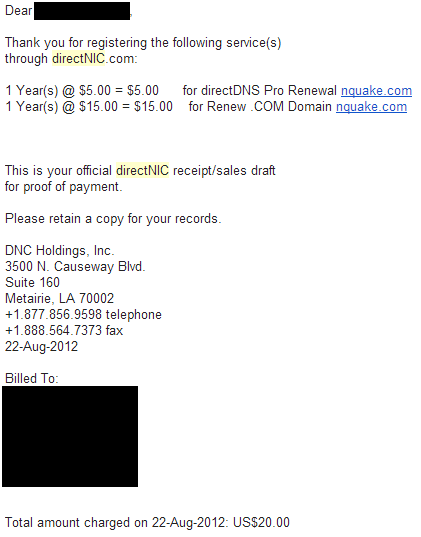 Dear ,
Thank you for registering the following service(s)
through directNIC.com:
1 Year(s) @ $5.00 = $5.00 for directDNS Pro Renewal nquake.com
1 Year(s) @ $15.00 = $15.00 for Renew .COM Domain nquake.com
This is your official directNIC receipt/sales draft
for proof of payment.
Please retain a copy for your records.
DNC Holdings, Inc.
3500 N. Causeway Blvd.
Suite 160
Metairie, LA 70002
+1.877.856.9598 telephone
+1.888.564.7373 fax
22-Aug-2012
Billed To:
Total amount charged on 22-Aug-2012: US$20.00